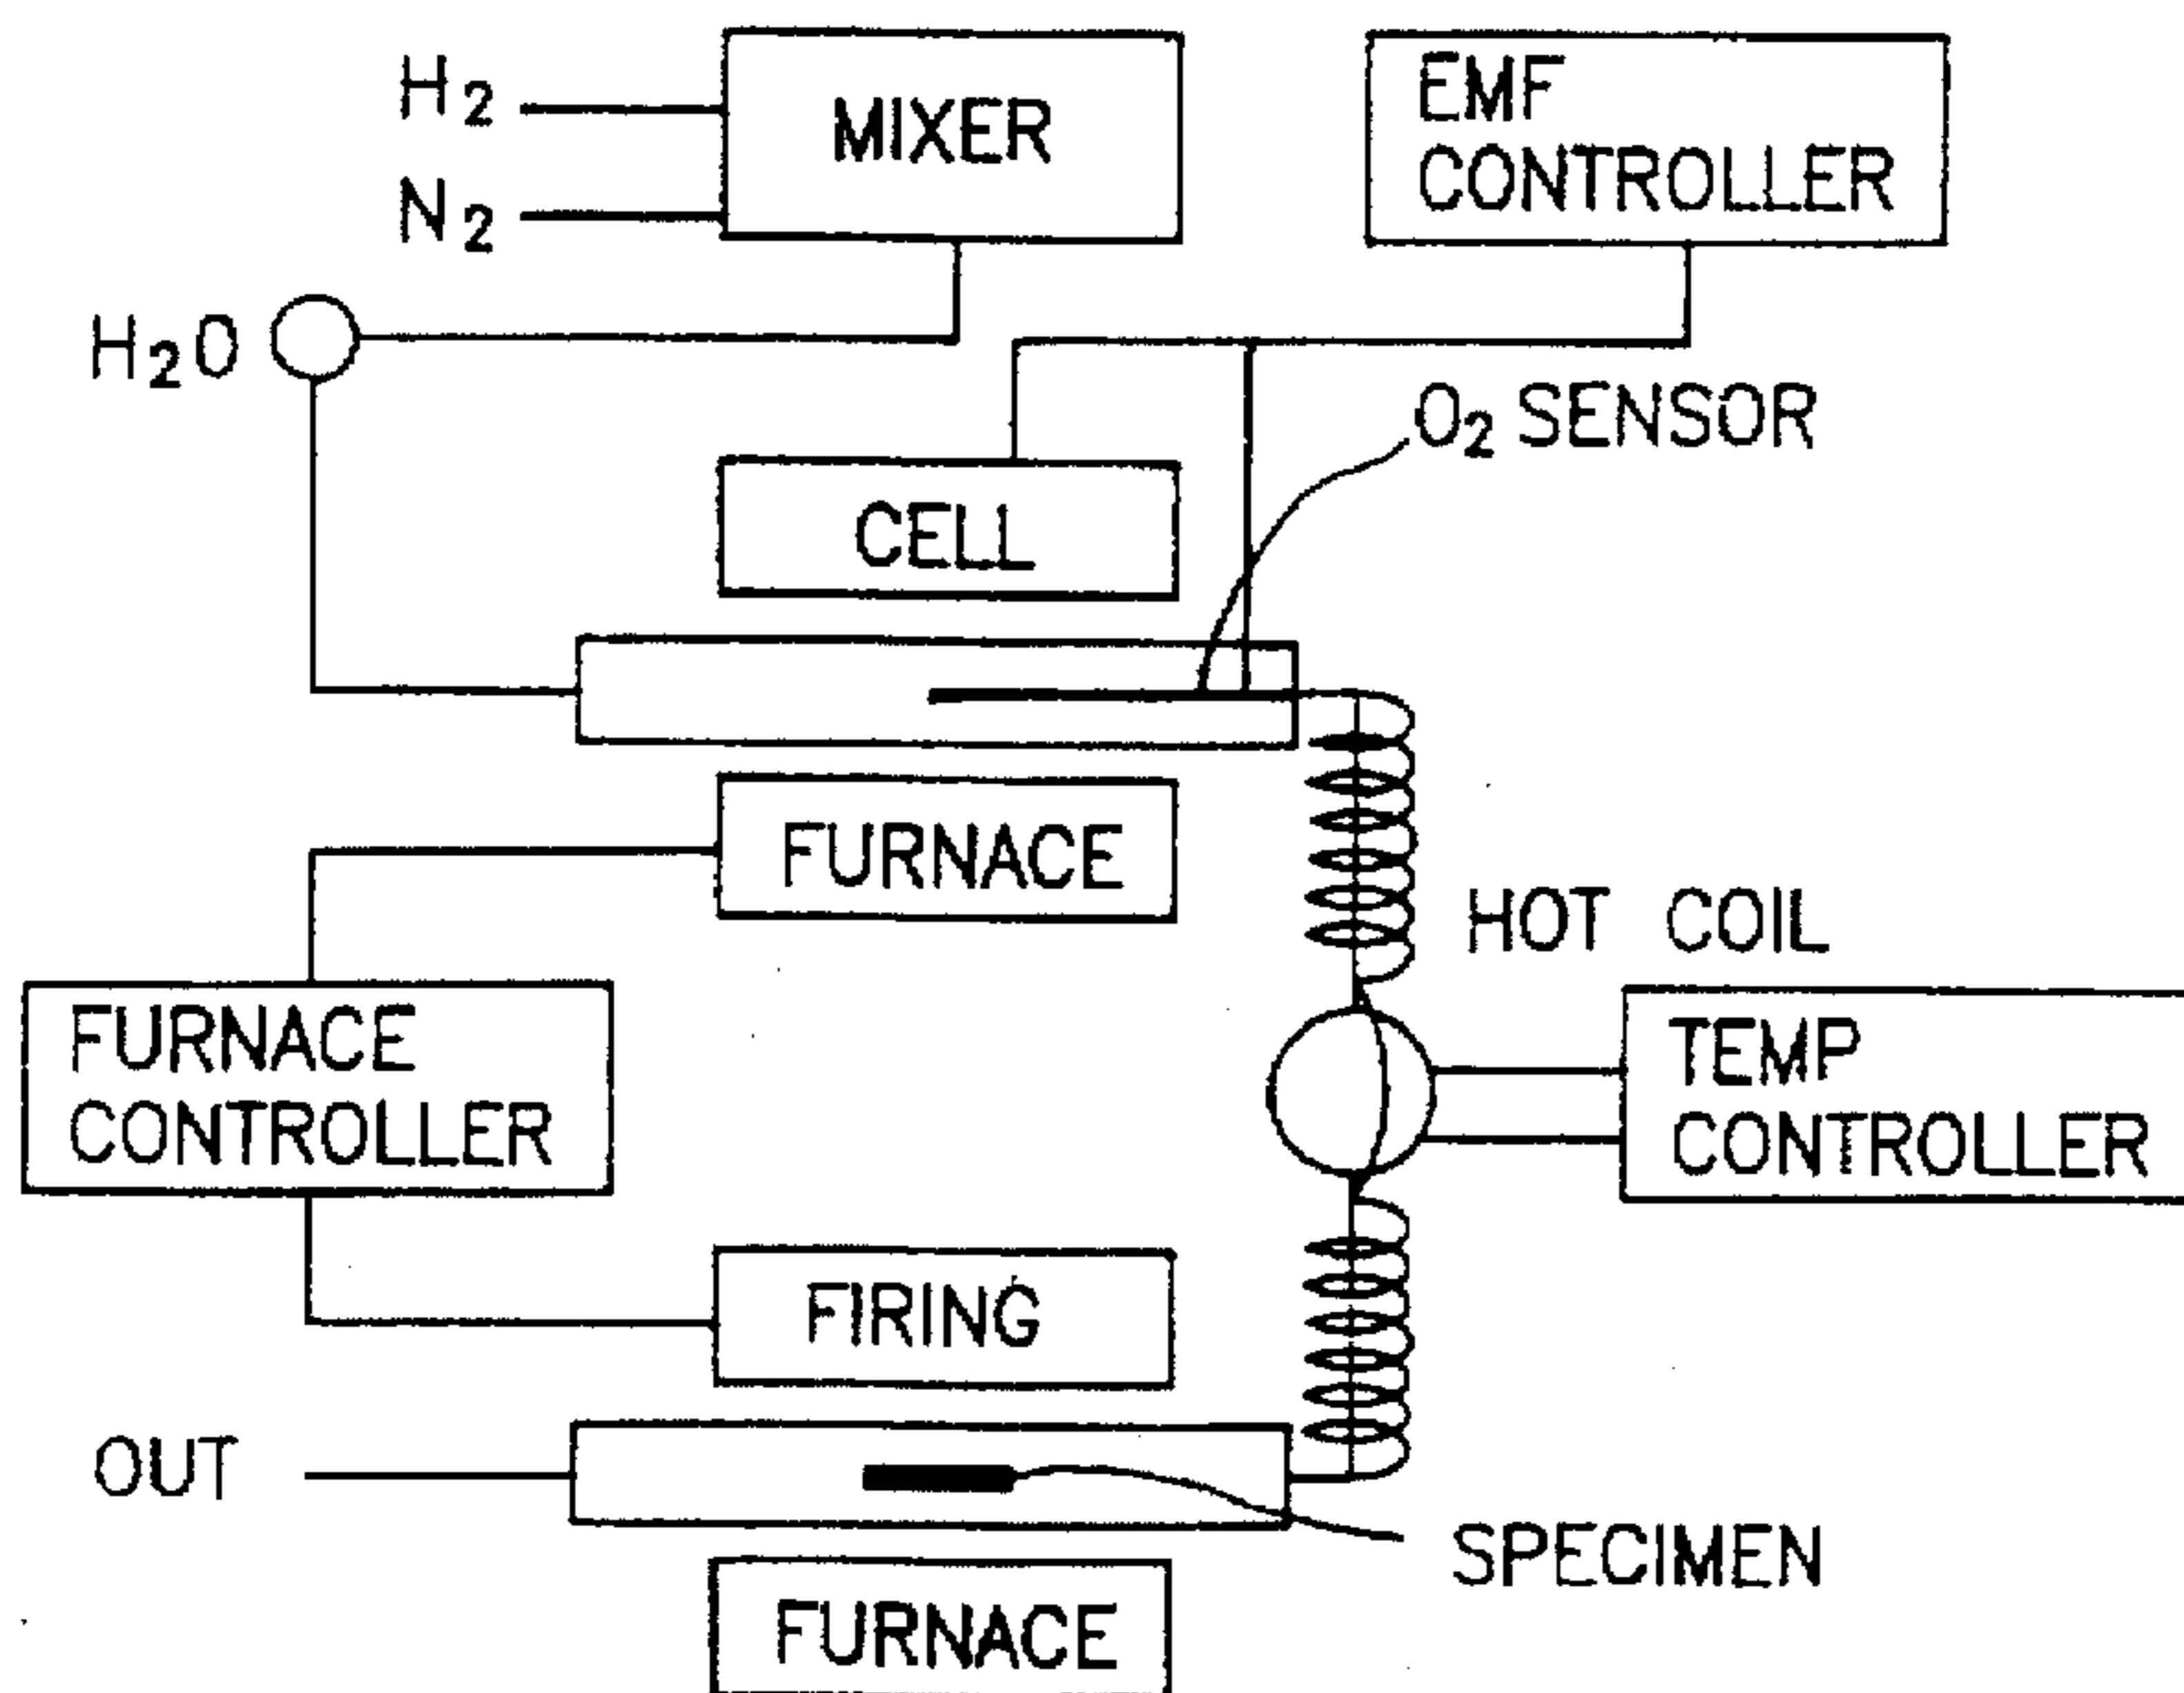 H₂
MIXER
N₂
EMF
CONTROLLER
H₂O
O₂ SENSOR
CELL
FURNACE
HOT COIL
FURNACE
CONTROLLER
TEMP
CONTROLLER
FIRING
OUT
SPECIMEN
FURNACE